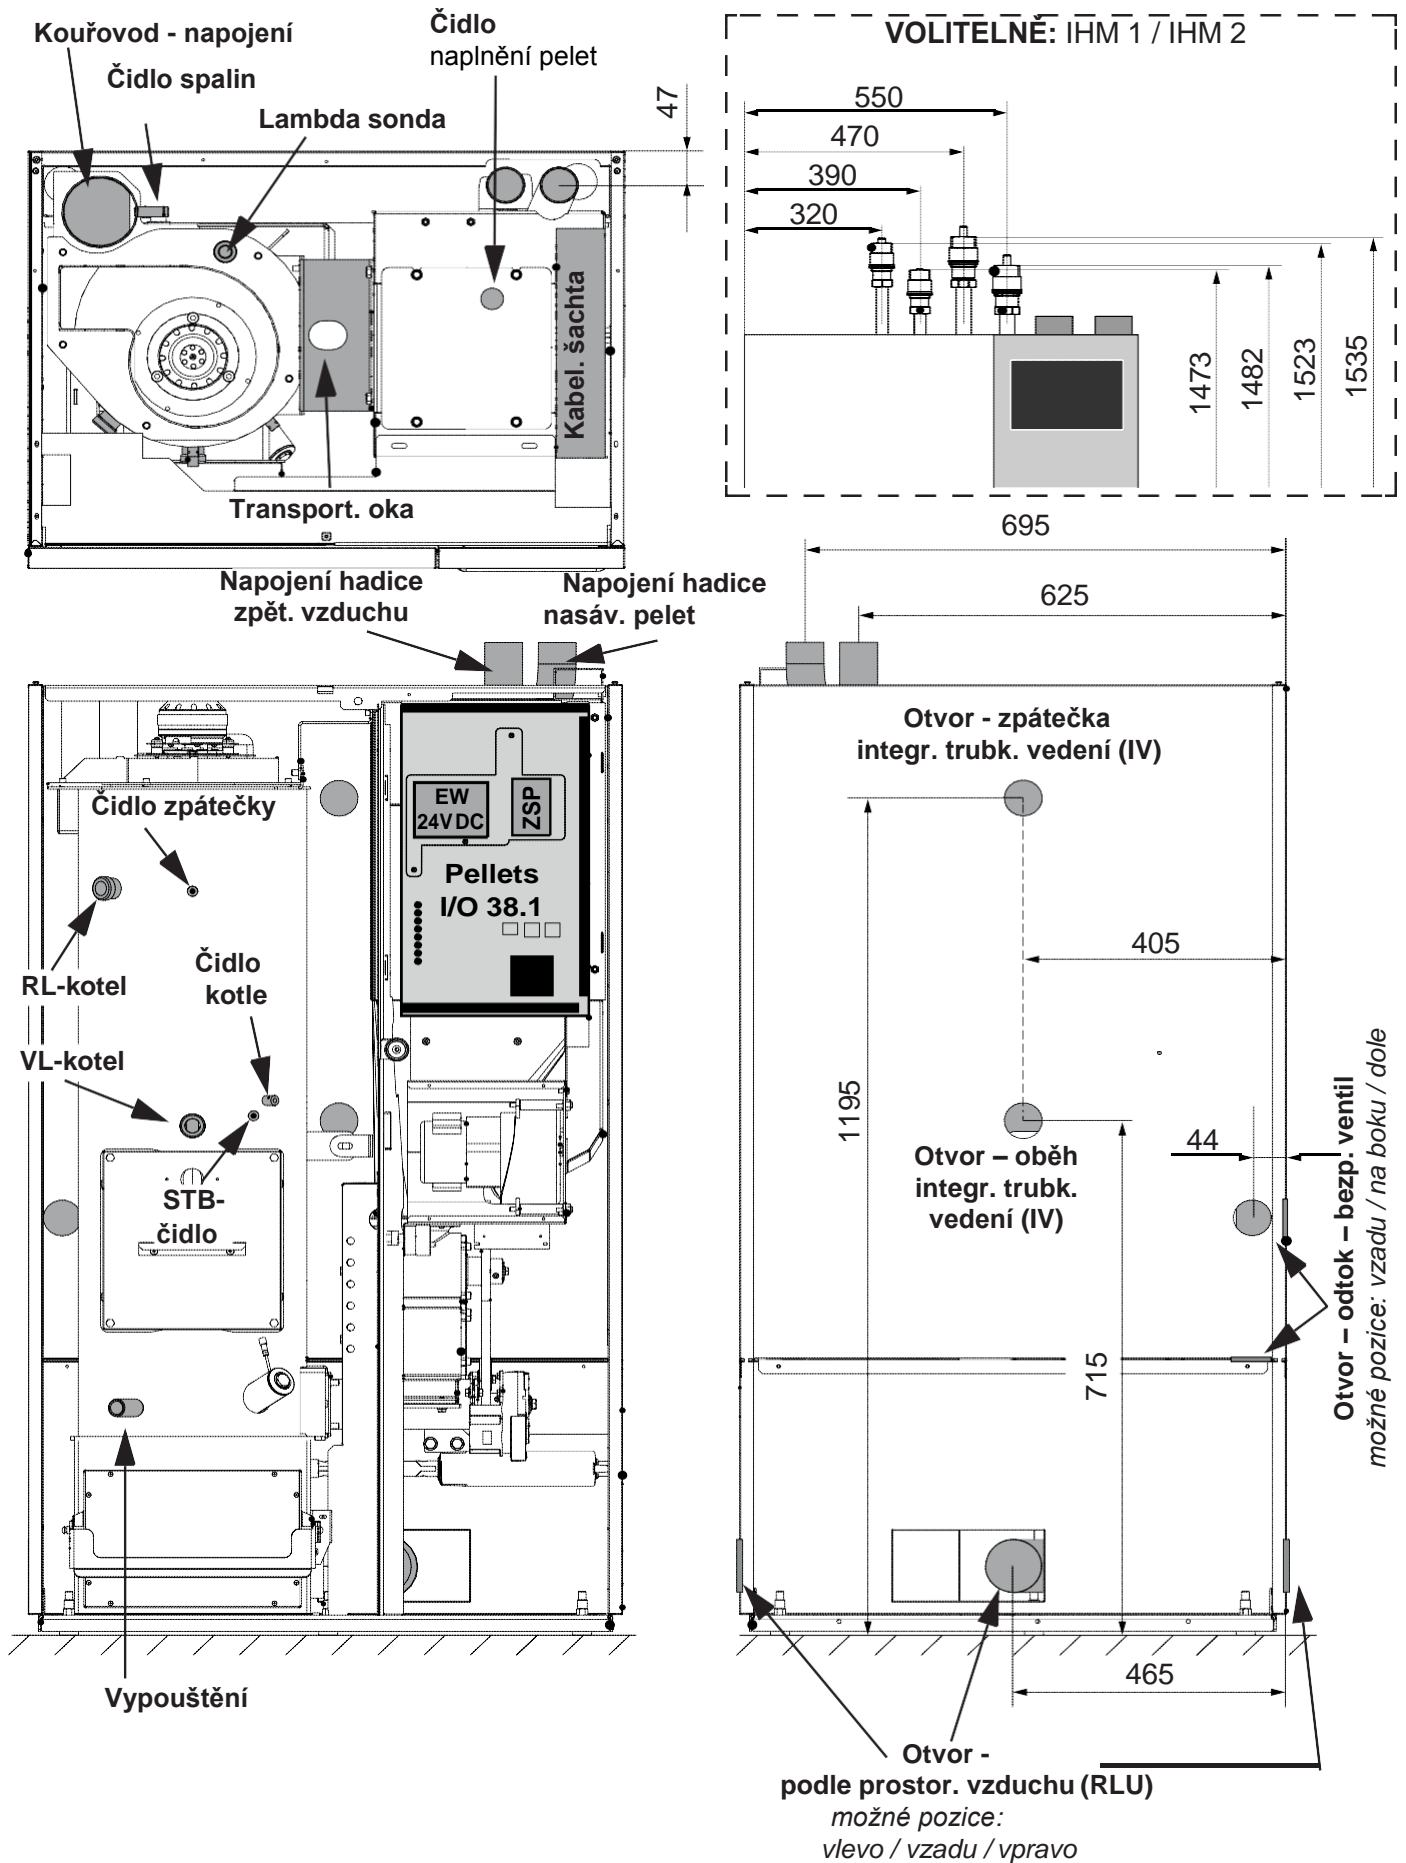 Kouřovod - napojení
Čidlo spalin
Lambda sonda
Čidlo
naplnění pelet
47
Kabel. šachta
Transport. oka
VOLITELNĚ: IHM 1 / IHM 2
550
470
390
320
1473
1482
1523
1535
Napojení hadice
zpět. vzduchu
Napojení hadice
nasáv. pelet
EW
24V DC
ZSP
Pellets
I/O 38.1
Čidlo zpátečky
RL-kotel
Čidlo
kotle
VL-kotel
STB-
čidlo
Vypouštění
695
625
Otvor - zpátečka
integr. trubk. vedení (IV)
405
1195
Otvor – oběh
integr. trubk.
vedení (IV)
44
715
Otvor – odtok – bezp. ventil
možné pozice: vzadu / na boku / dole
465
Otvor -
podle prostor. vzduchu (RLU)
možné pozice:
vlevo / vzadu / vpravo